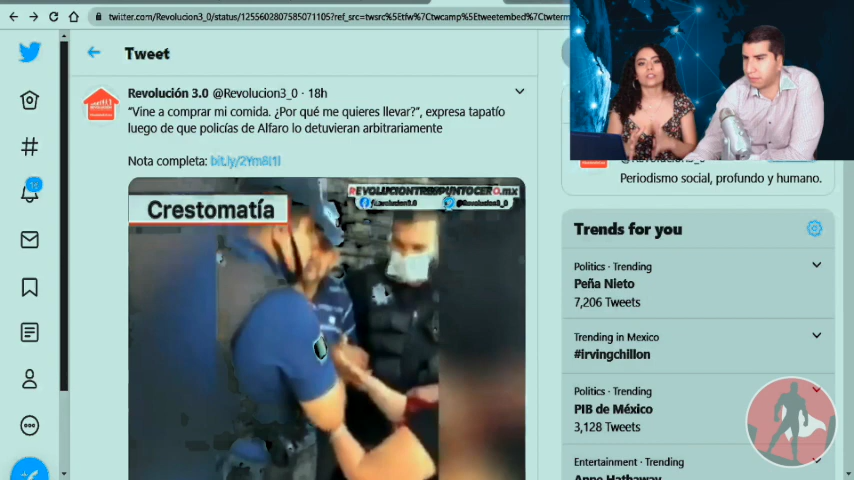 twitter.com/Revolucion3_0/status/1255602807585071105?ref_src=twsrc%5Etfw%7Ctwcamp%5Etweetembed%7Ctwterm
Tweet
Revolución 3.0 @Revolucion3_0 · 18h
“Vine a comprar mi comida. ¿Por qué me quieres llevar?”, expresa tapatío
luego de que policías de Alfaro lo detuvieran arbitrariamente
Nota completa: bit.ly/2Ym8t1l
REVOLUCIONTRESPUNTOCERO.mx
@Revolucion3_0
Crestomatía
Periodismo social, profundo y humano.
Trends for you
Politics · Trending
Peña Nieto
7,206 Tweets
Trending in Mexico
#irvingchillon
Politics · Trending
PIB de México
3,128 Tweets
Entertainment · Trending
Anne Hathaway